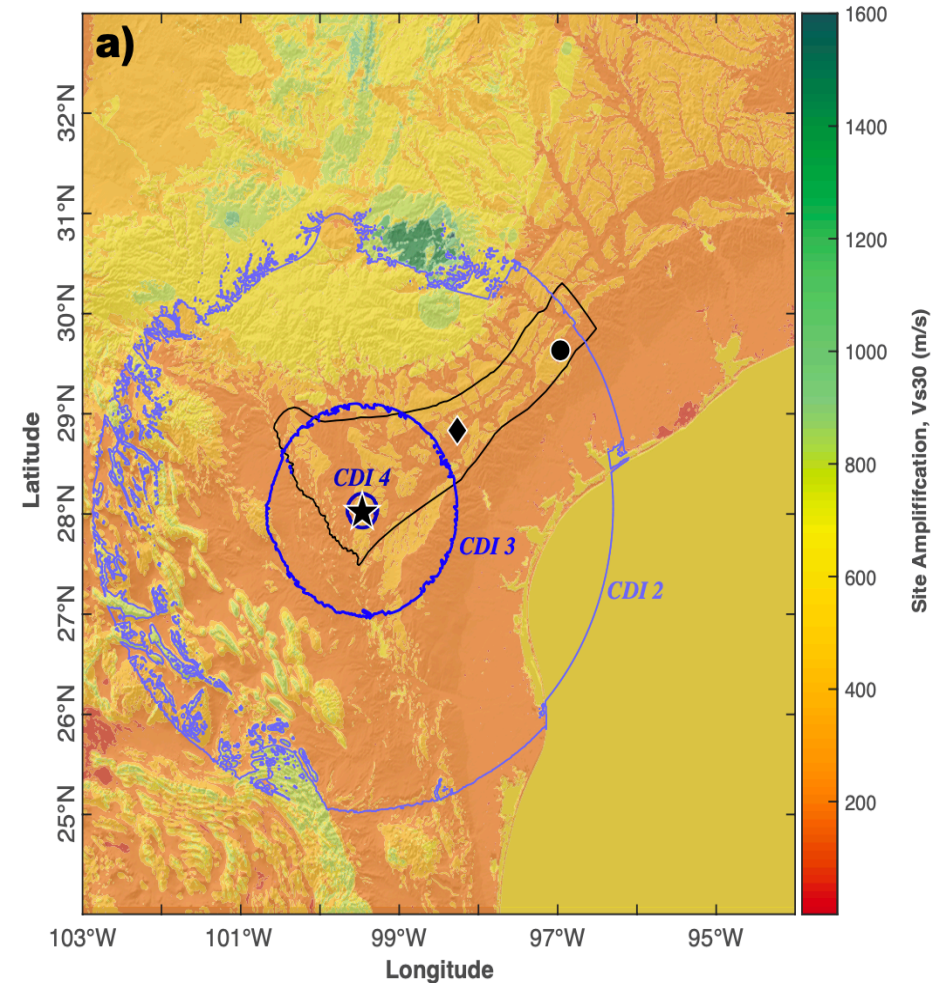 a)
32°N
31°N
30°N
29°N
28°N
27°N
26°N
25°N
Latitude
CDI 4
CDI 3
CDI 2
103°W
101°W
99°W
97°W
95°W
Longitude
1600
1400
1200
1000
800
600
400
200
Site Amplififcation, Vs30 (m/s)